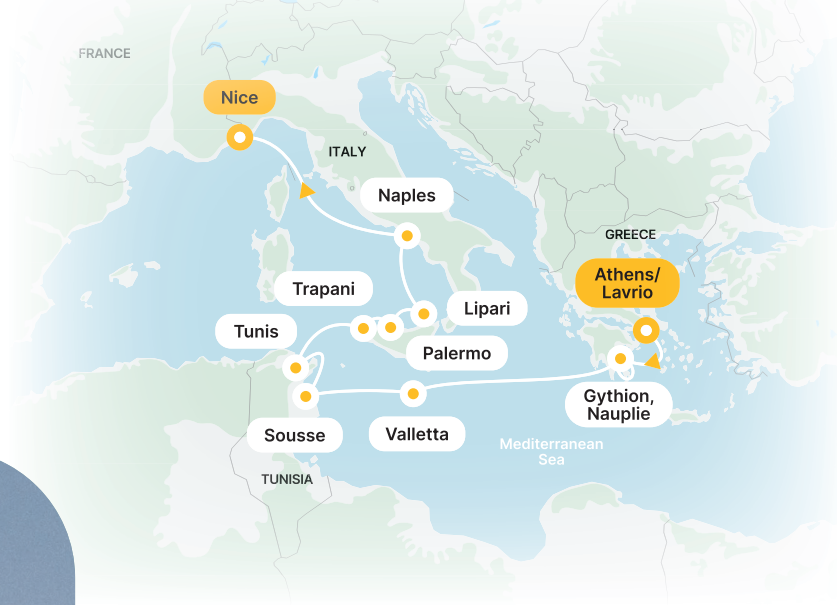 FRANCE
Nice
ITALY
Naples
GREECE
Athens/
Lavrio
Trapani
Lipari
Tunis
Palermo
Gythion,
Nauplie
Sousse
Valletta
Mediterranean
Sea
TUNISIA